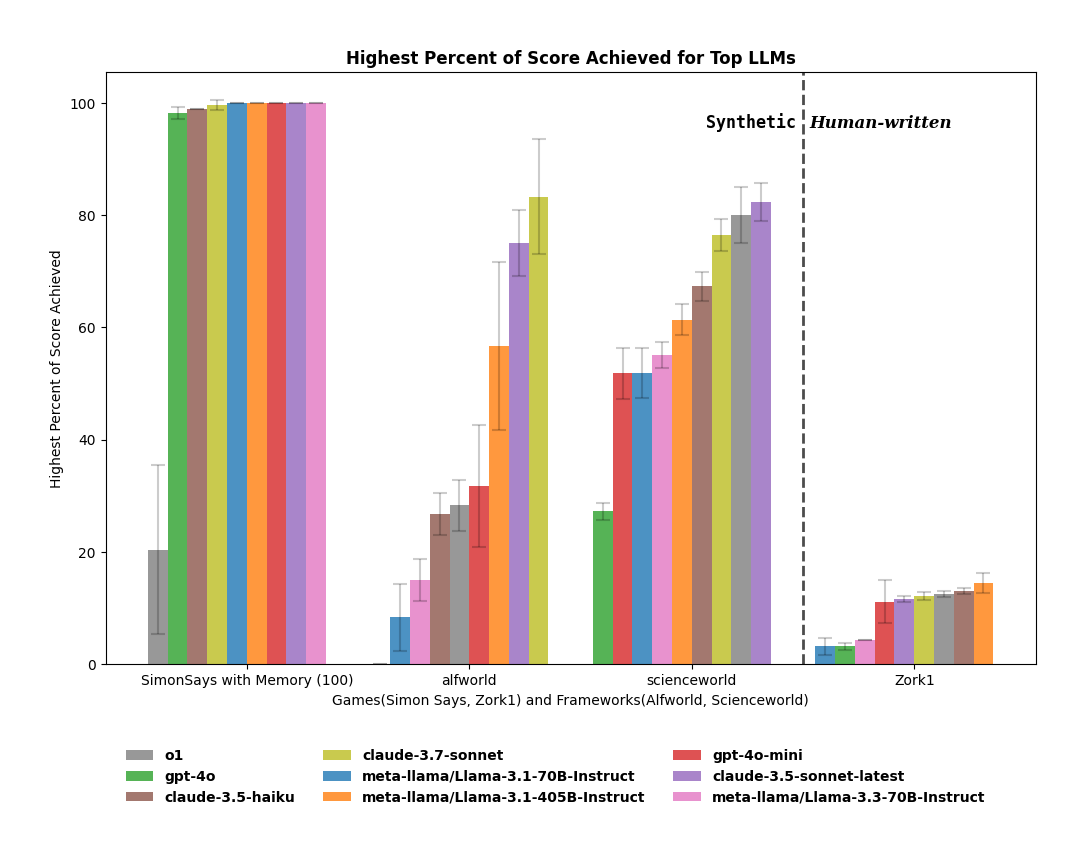 Highest Percent of Score Achieved for Top LLMs
Synthetic Human-written
100
80
60
40
20
0
Highest Percent of Score Achieved
SimonSays with Memory (100) alfworld scienceworld Zork1
Games(Simon Says, Zork1) and Frameworks(Alfworld, Scienceworld)
o1 claude-3.7-sonnet gpt-4o-mini
gpt-4o meta-llama/Llama-3.1-70B-Instruct claude-3.5-sonnet-latest
claude-3.5-haiku meta-llama/Llama-3.1-405B-Instruct meta-llama/Llama-3.3-70B-Instruct